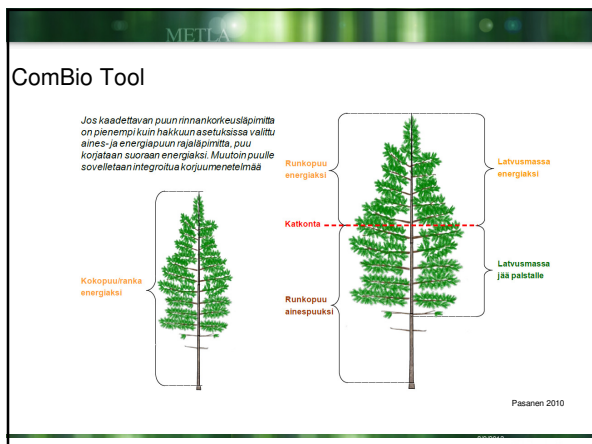 METLA
ComBio Tool
Jos kaadettavan puun rinnankorkeusläpimitta
on pienempi kuin hakkuun asetuksissa valittu
aines- ja energiapuun rajaläpimitta, puu
korjataan suoraan energiaksi. Muutoin puulle
sovelletaan integroitua korjuumenetelmää
Runkopuu
energiaksi
Latvusmassa
energiaksi
Katkonta
Kokopuu/ranka
energiaksi
Latvusmassa
jää palstalle
Runkopuu
ainespuuksi
Pasanen 2010